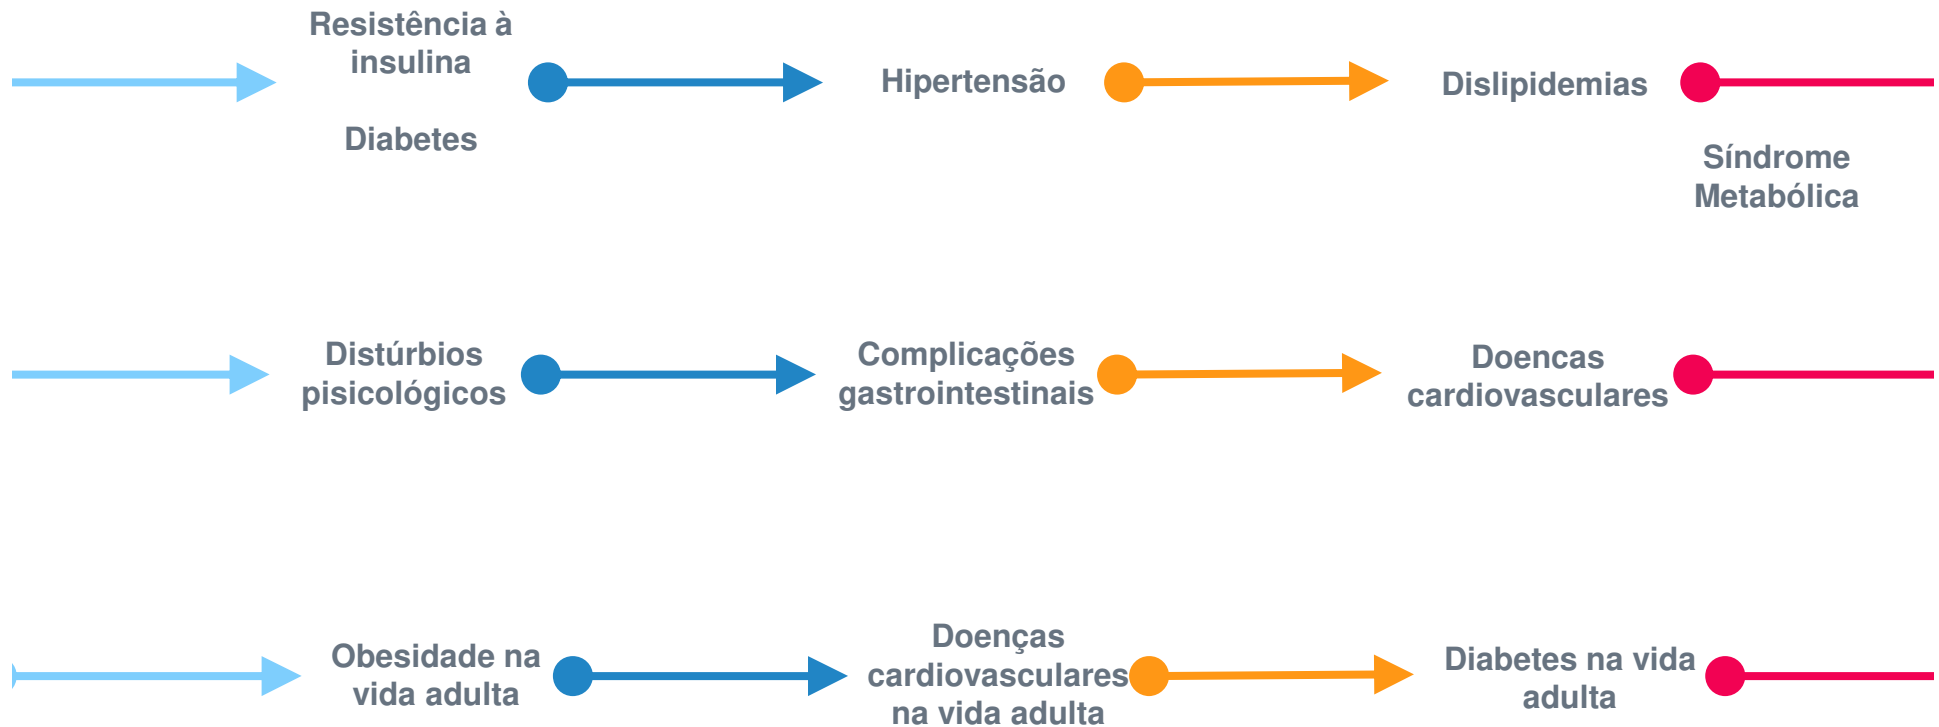 Resistência à
insulina
Diabetes
Hipertensão
Dislipidemias
Síndrome
Metabólica
Distúrbios
pisicológicos
Complicações
gastrointestinais
Doencas
cardiovasculares
Obesidade na
vida adulta
Doenças
cardiovasculares
na vida adulta
Diabetes na vida
adulta